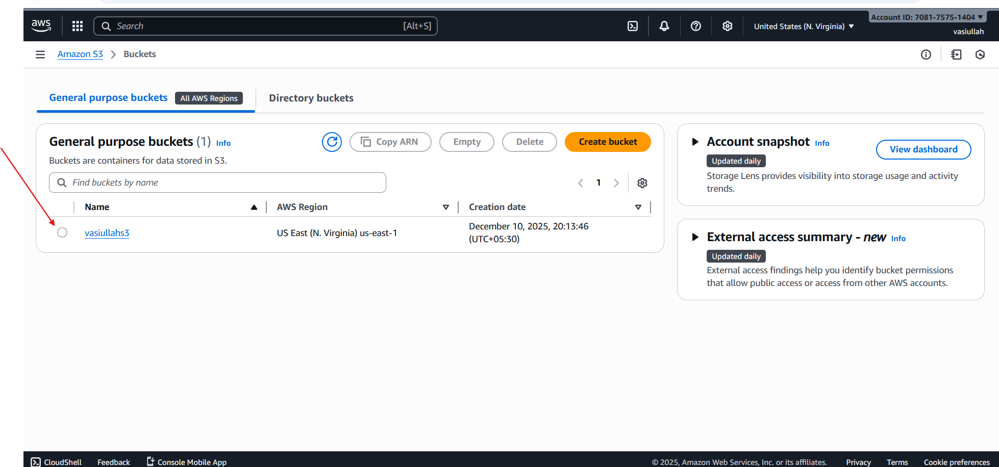 aws
Search [Alt+S]
United States (N. Virginia)
Account ID: 7081-7575-1404
vasiullah
Amazon S3 Buckets
General purpose buckets All AWS Regions Directory buckets
General purpose buckets (1) Info
Copy ARN Empty Delete Create bucket
Buckets are containers for data stored in S3.
Find buckets by name
1
Name AWS Region Creation date
vasiullahs3 US East (N. Virginia) us-east-1 December 10, 2025, 20:13:46
(UTC+05:30)
Account snapshot Info
View dashboard
Updated daily
Storage Lens provides visibility into storage usage and activity
trends.
External access summary - new Info
Updated daily
External access findings help you identify bucket permissions
that allow public access or access from other AWS accounts.
CloudShell Feedback Console Mobile App © 2025, Amazon Web Services, Inc. or its affiliates. Privacy Terms Cookie preferences